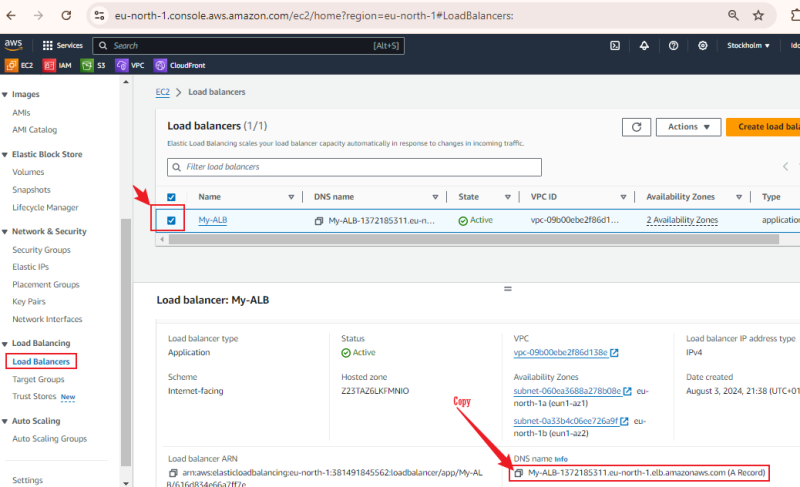 eu-north-1.console.aws.amazon.com/ec2/home?region=eu-north-1#LoadBalancers:
aws
Services
Search
[Alt+S]
Stockholm ▼
EC2
IAM
S3
VPC
CloudFront
Images
AMIs
AMI Catalog
Elastic Block Store
Volumes
Snapshots
Lifecycle Manager
Network & Security
Security Groups
Elastic IPs
Placement Groups
Key Pairs
Network Interfaces
Load Balancing
Load Balancers
Target Groups
Trust Stores New
Auto Scaling
Auto Scaling Groups
Settings
EC2 > Load balancers
Load balancers (1/1)
Elastic Load Balancing scales your load balancer capacity automatically in response to changes in incoming traffic.
Actions ▼
Create load bal
Filter load balancers
Name
DNS name
State
VPC ID
Availability Zones
Type
My-ALB
My-ALB-1372185311.eu-n...
Active
vpc-09b00ebe2f86d1...
2 Availability Zones
application
Load balancer: My-ALB
Load balancer type
Application
Status
Active
VPC
vpc-09b00ebe2f86d138e
Load balancer IP address type
IPv4
Scheme
Internet-facing
Hosted zone
Z23TAZ6LKFMNIO
Availability Zones
subnet-060ea3688a278b08e eu-
north-1a (eun1-az1)
subnet-0a33b4c06ee726a9f eu-
north-1b (eun1-az2)
Date created
August 3, 2024, 21:38 (UTC+01
Copy
Load balancer ARN
arn:aws:elasticloadbalancing:eu-north-1:381491845562:loadbalancer/app/My-AL
B/616d834e66a7ff7e
DNS name Info
My-ALB-1372185311.eu-north-1.elb.amazonaws.com (A Record)